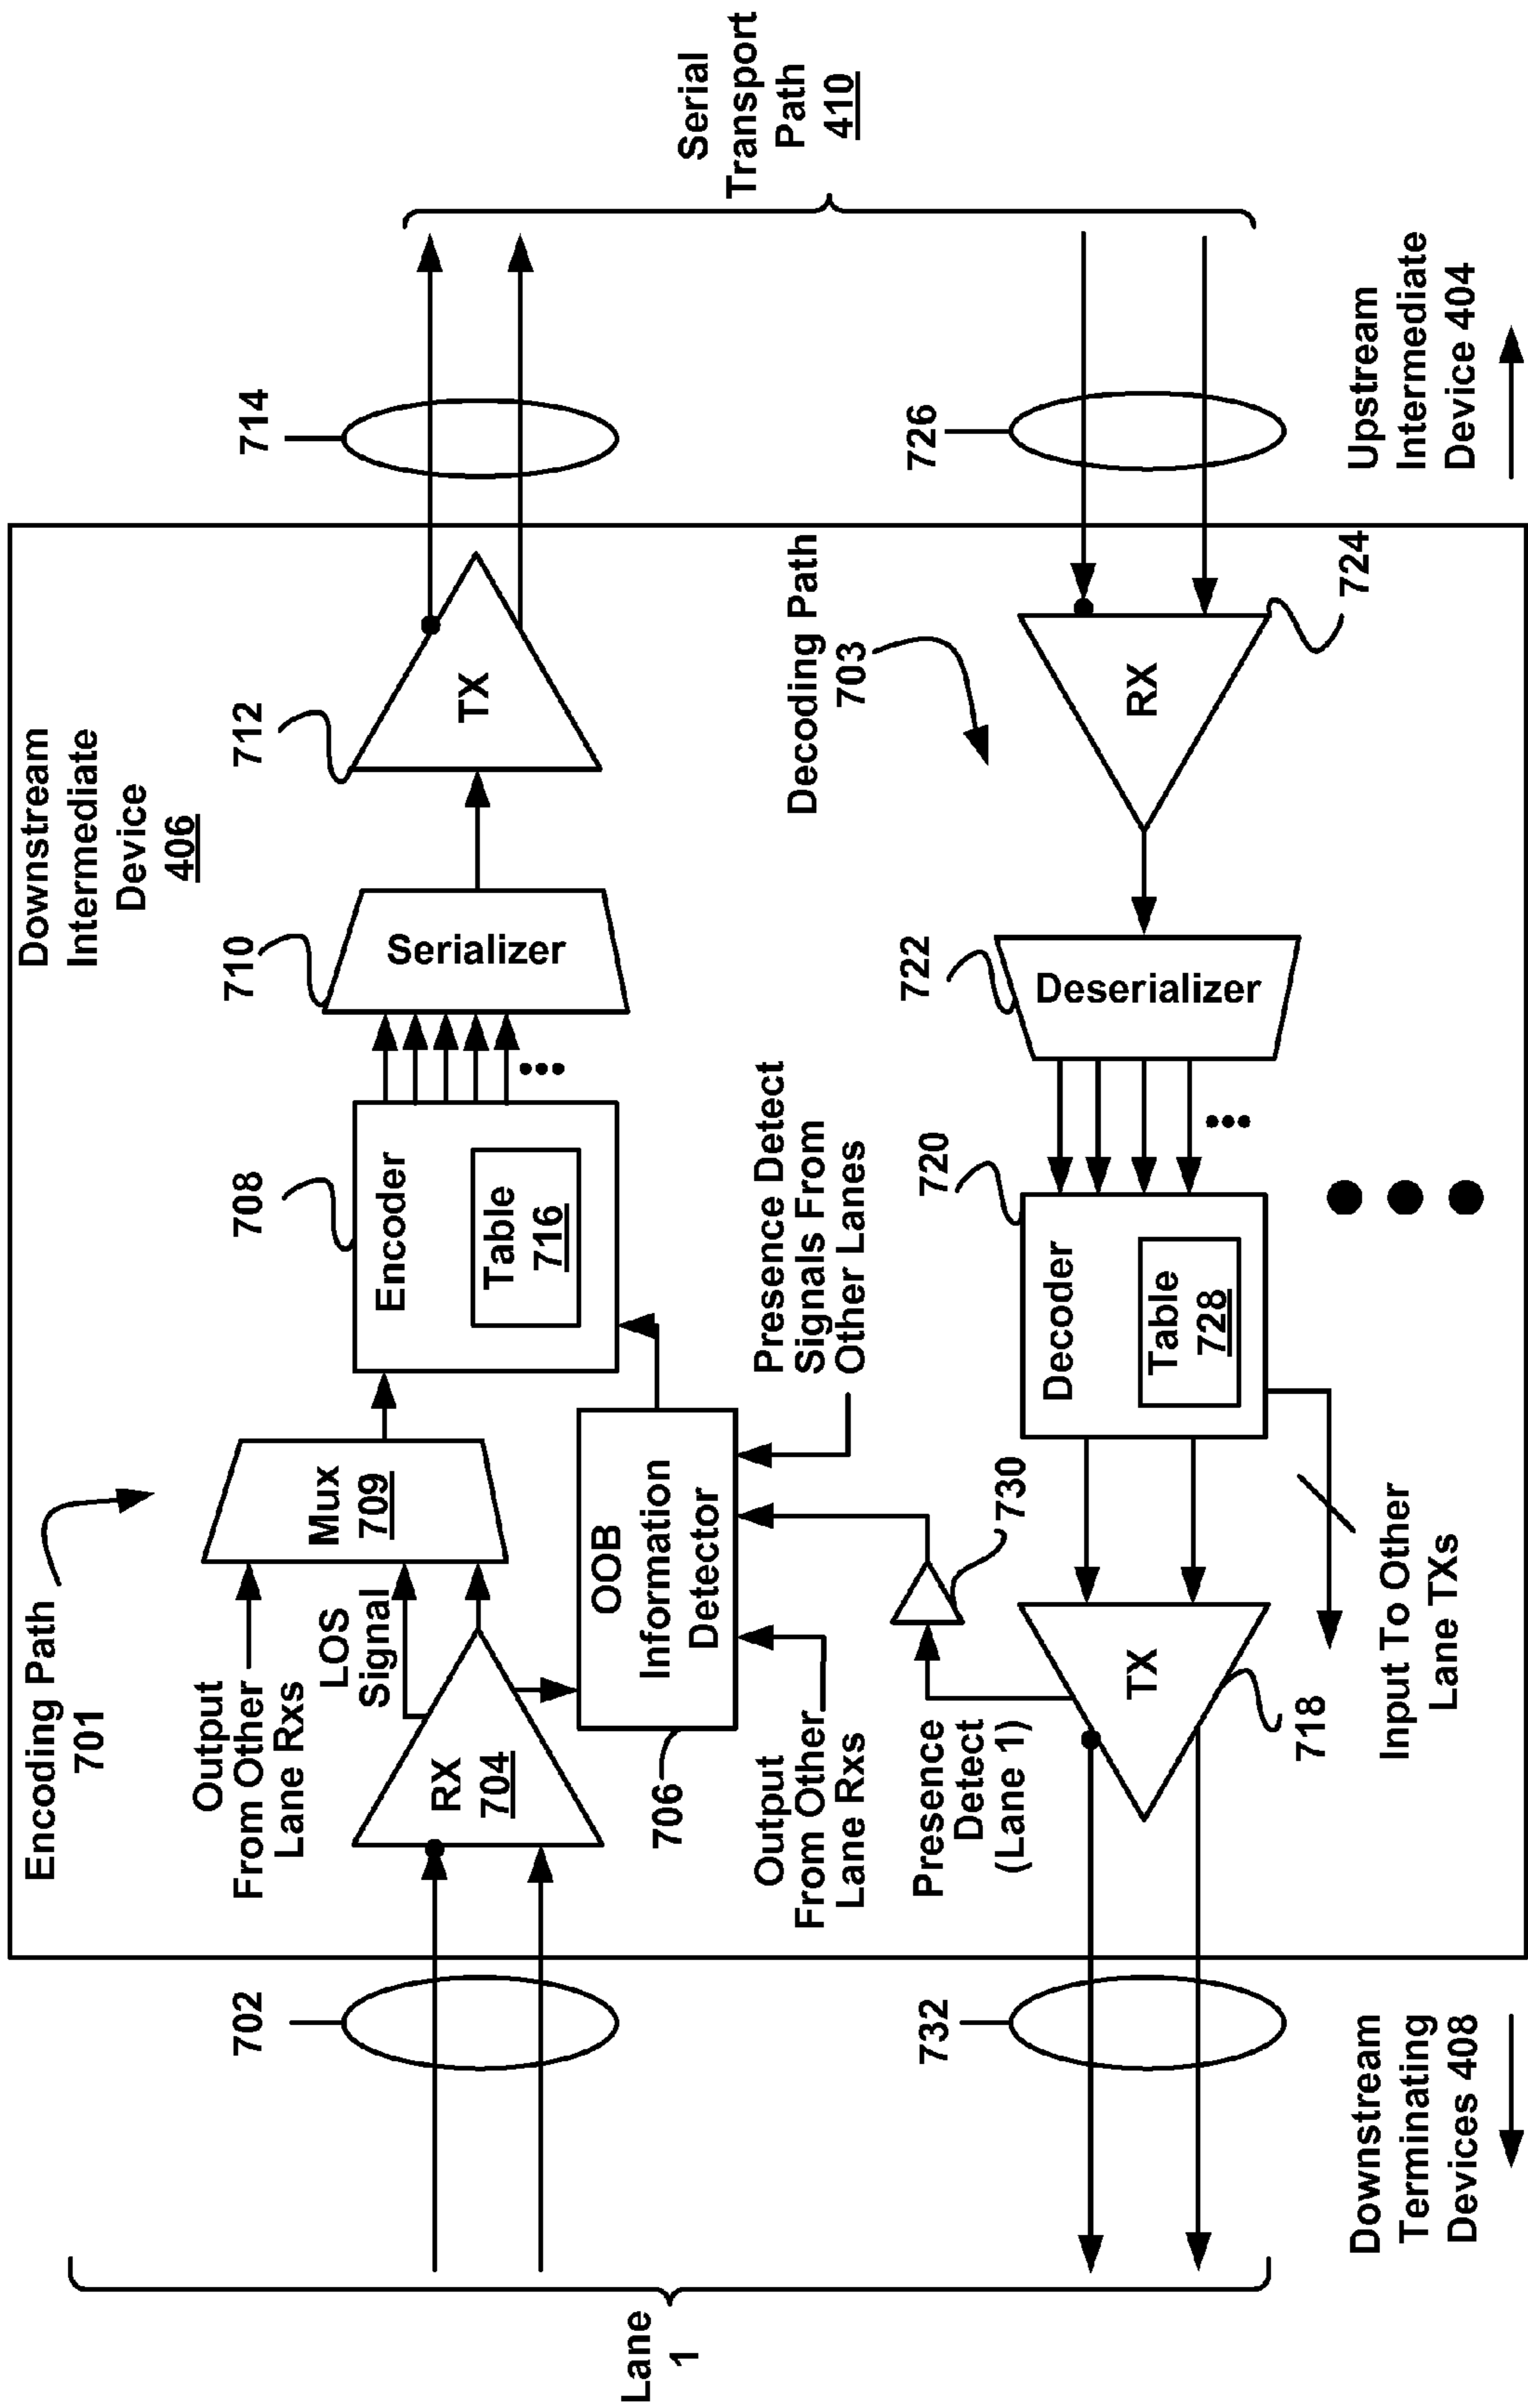 Downstream
Intermediate
Device
406
Encoding Path
701
Output
From Other
Lane Rxs
LOS
Signal
Mux
709
708
Encoder
Table
716
710
Serializer
712
TX
714
Serial
Transport
Path
410
Lane
1
702
RX
704
706
OOB
Information
Detector
Output
From Other
Lane Rxs
Presence Detect
Signals From
Other Lanes
Presence
Detect
(Lane 1)
730
Decoding Path
703
732
TX
718
720
Decoder
Table
728
722
Deserializer
RX
724
726
Input To Other
Lane TXs
Downstream
Terminating
Devices 408
Upstream
Intermediate
Device 404